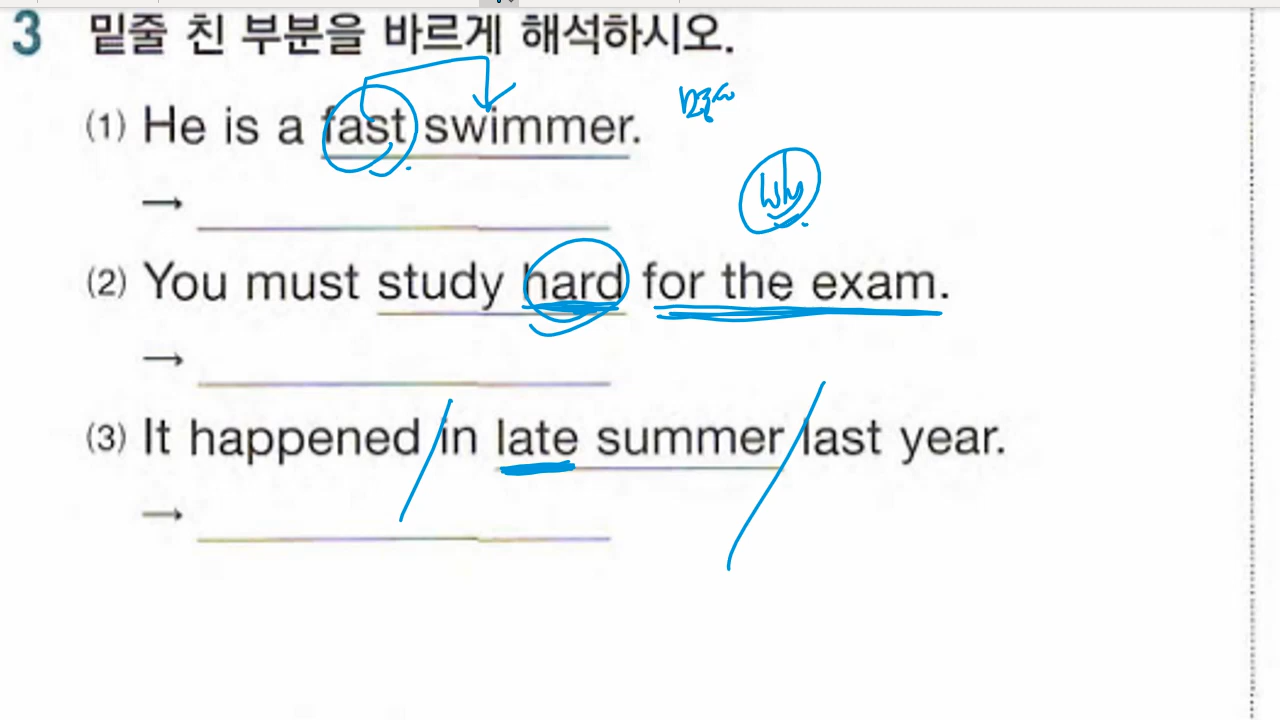 3 밑줄 친 부분을 바르게 해석하시오.
(1) He is a fast swimmer.
→
why
(2) You must study hard for the exam.
→
(3) It happened in late summer last year.
→